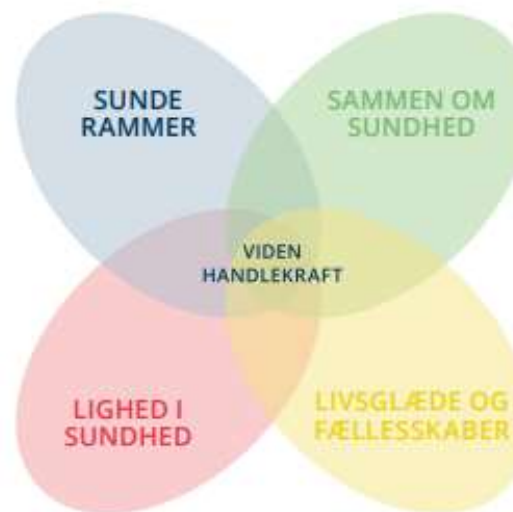 SUNDE
RAMMER
SAMMEN OM
SUNDHED
VIDEN
HANDLEKRAFT
LIGHED I
SUNDHED
LIVSGLÆDE OG
FÆLLESSKABER